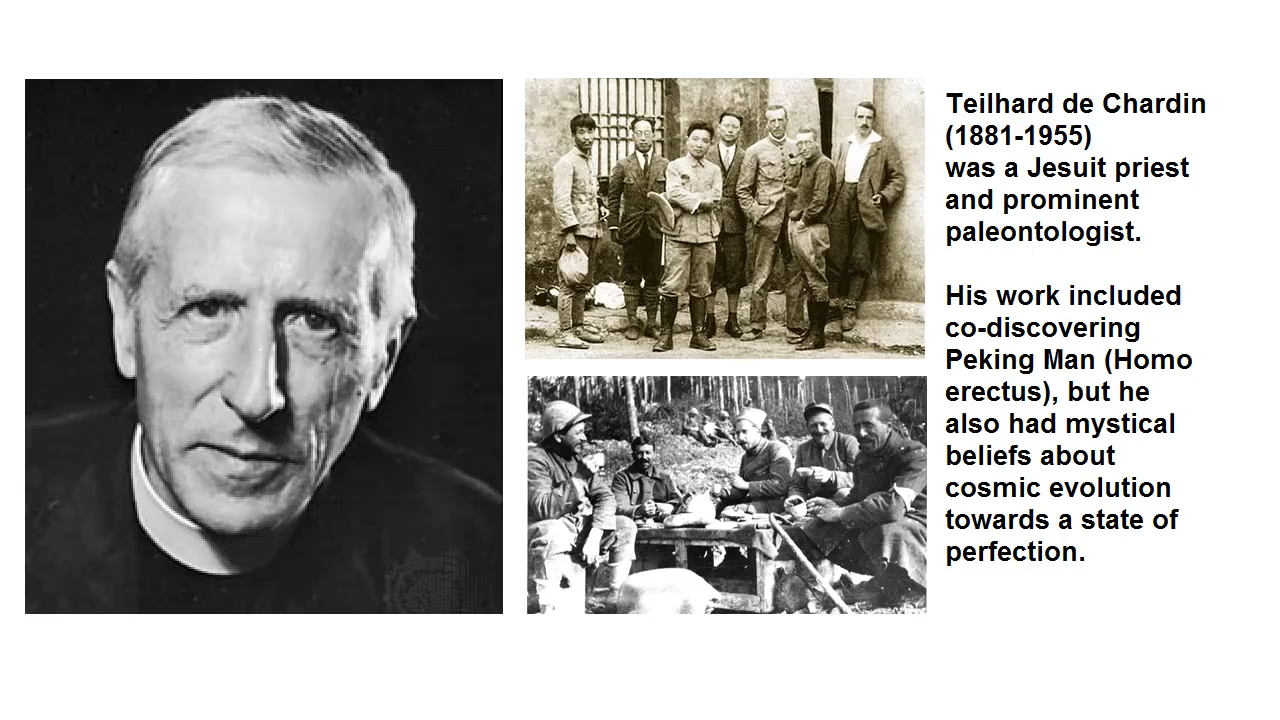 Teilhard de Chardin
(1881-1955)
was a Jesuit priest
and prominent
paleontologist.
His work included
co-discovering
Peking Man (Homo
erectus), but he
also had mystical
beliefs about
cosmic evolution
towards a state of
perfection.